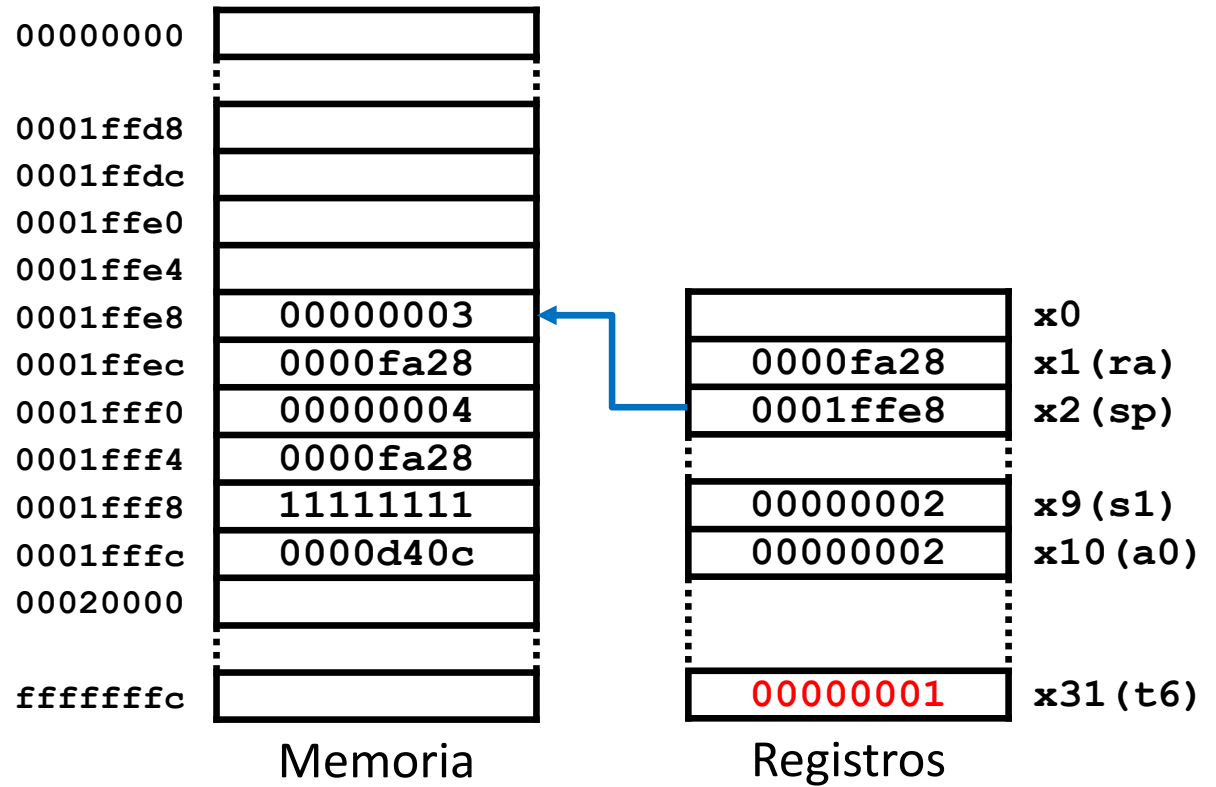 00000000
0001ffd8
0001ffdc
0001ffe0
0001ffe4
0001ffe8 00000003 x0
0001ffec 0000fa28 0000fa28 x1(ra)
0001fff0 00000004 0001ffe8 x2(sp)
0001fff4 0000fa28
0001fff8 11111111 00000002 x9(s1)
0001fffc 0000d40c 00000002 x10(a0)
00020000
fffffffc 00000001 x31(t6)
Memoria Registros